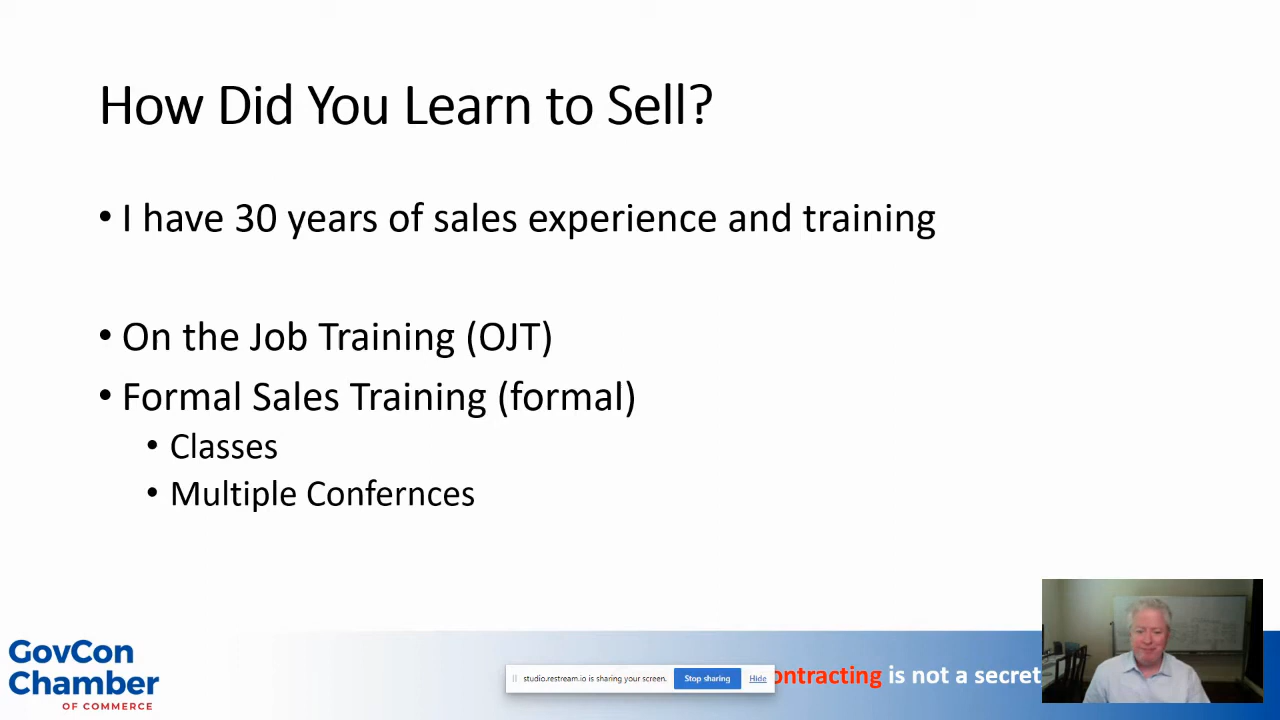 How Did You Learn to Sell?
• I have 30 years of sales experience and training
• On the Job Training (OJT)
• Formal Sales Training (formal)
• Classes
• Multiple Confernces
GovCon
Chamber
OF COMMERCE
studio.restream.io is sharing your screen.
Stop sharing
Hide
ontracting is not a secret